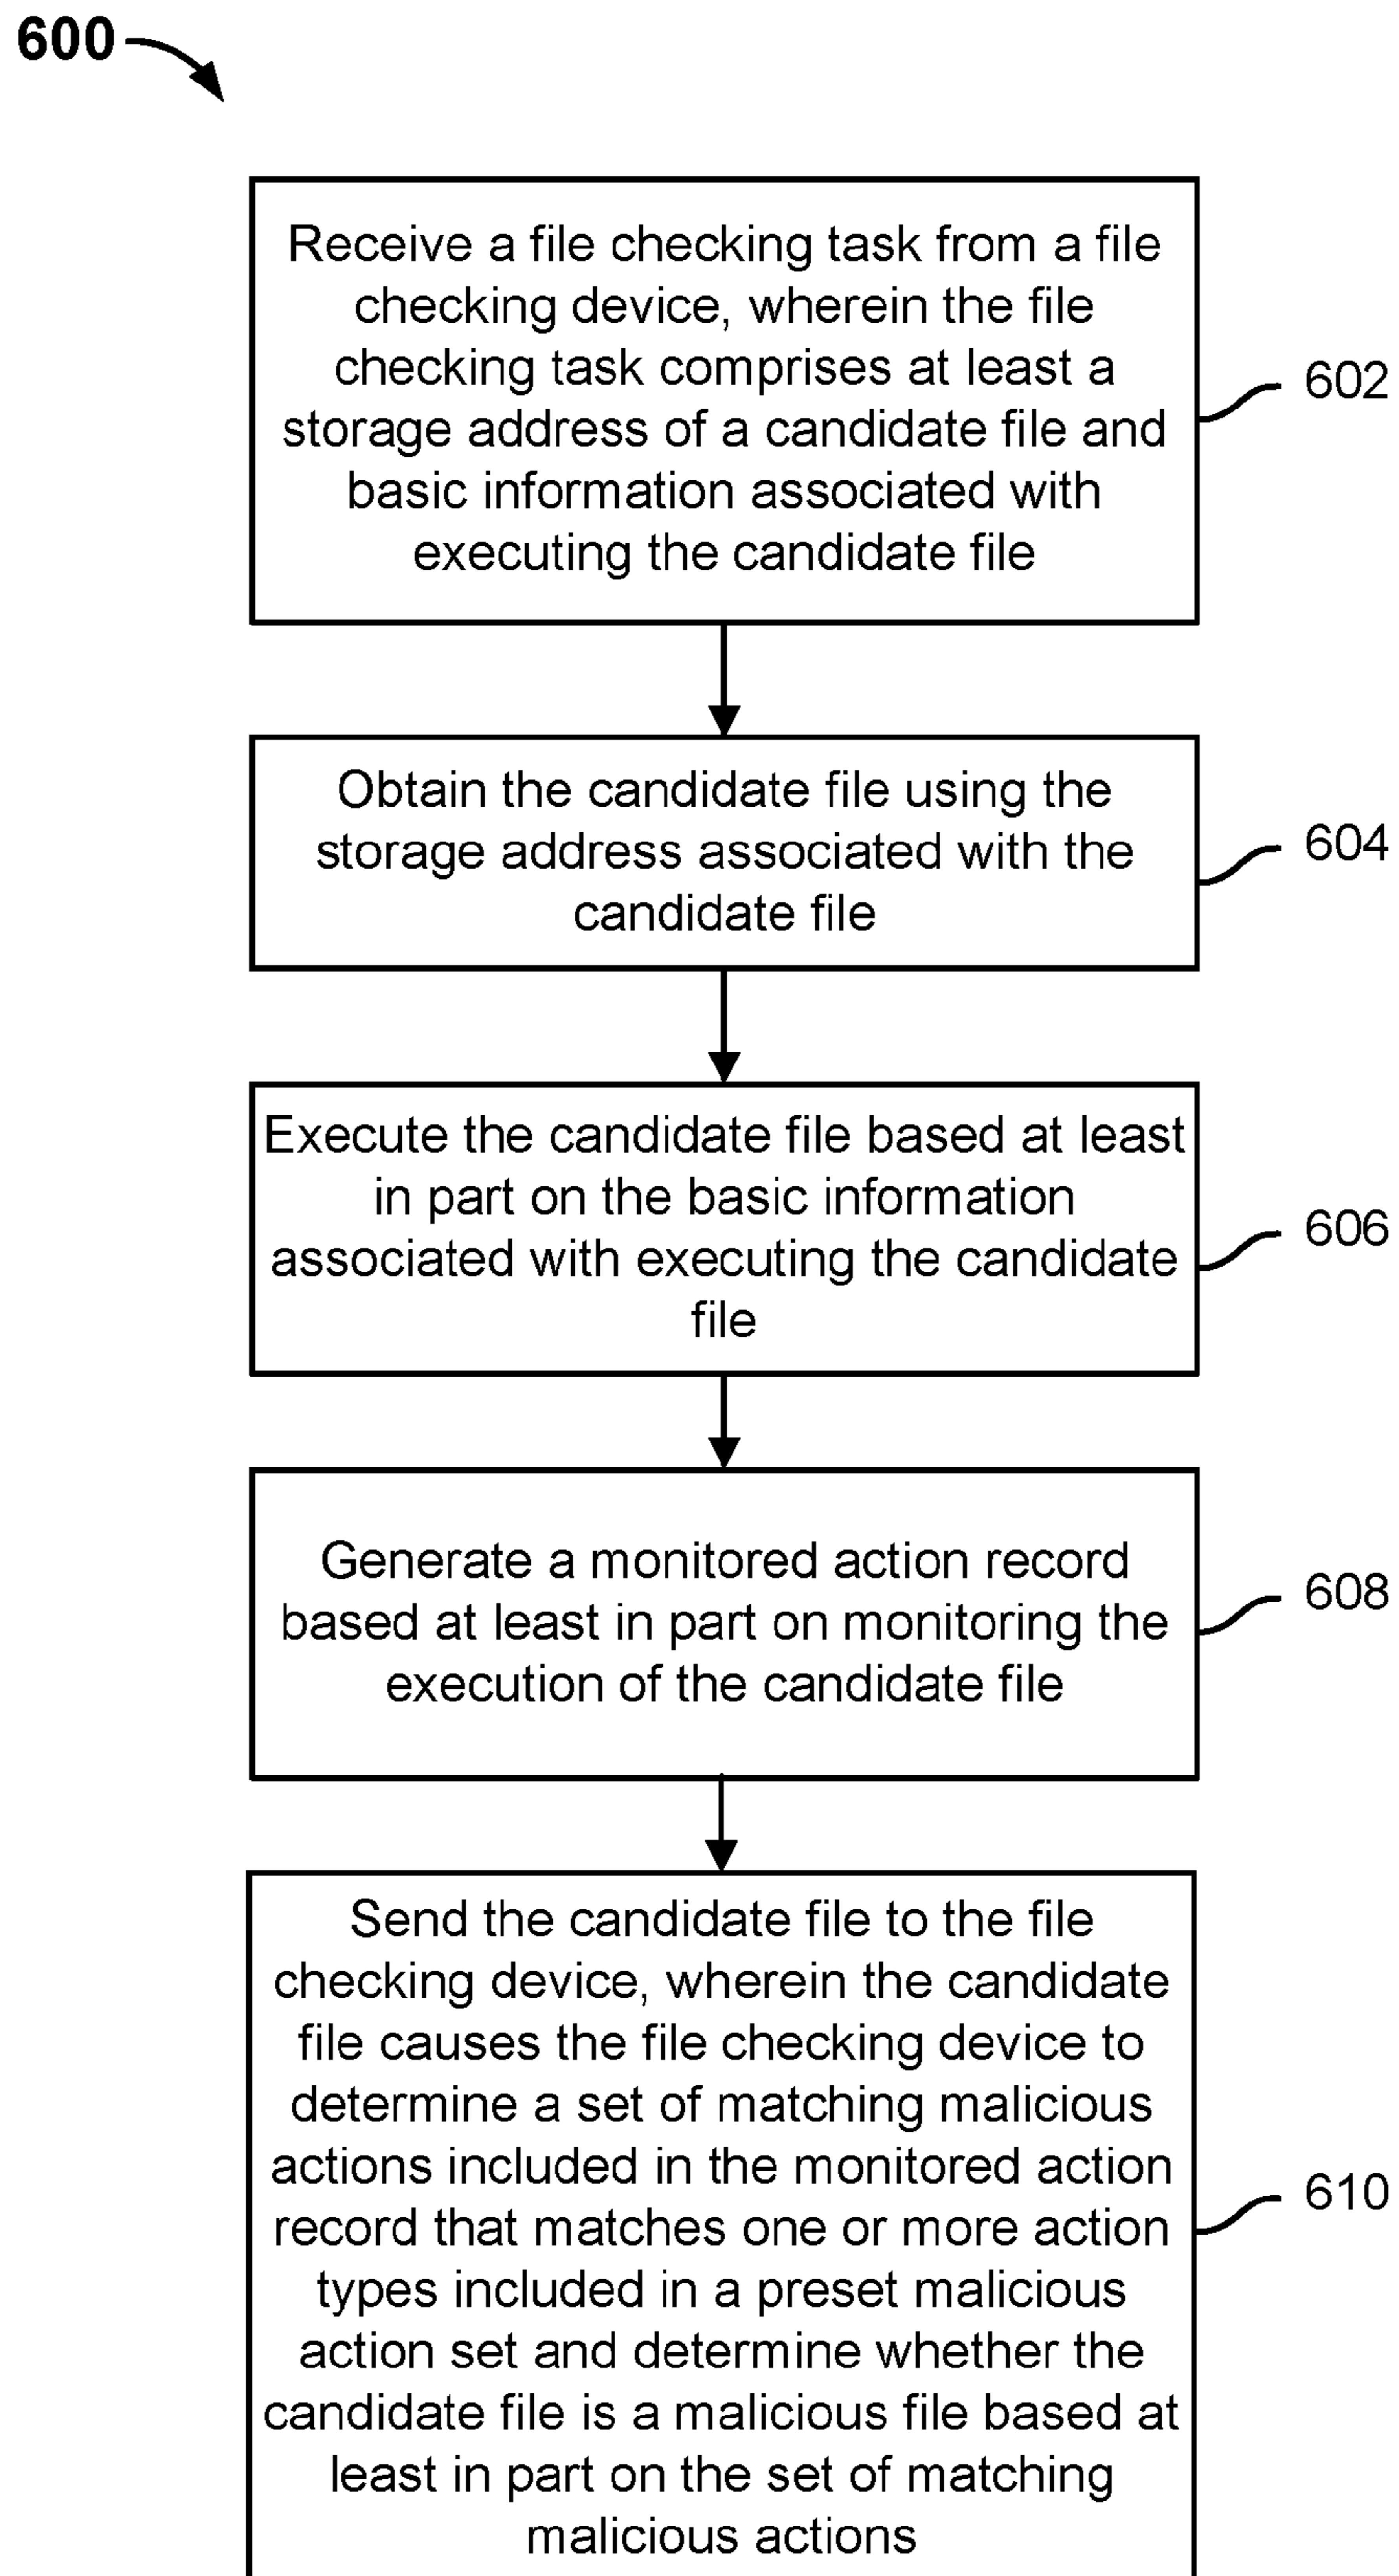 600
Receive a file checking task from a file
checking device, wherein the file
checking task comprises at least a
storage address of a candidate file and
basic information associated with
executing the candidate file
602
Obtain the candidate file using the
storage address associated with the
candidate file
604
Execute the candidate file based at least
in part on the basic information
associated with executing the candidate
file
606
Generate a monitored action record
based at least in part on monitoring the
execution of the candidate file
608
Send the candidate file to the file
checking device, wherein the candidate
file causes the file checking device to
determine a set of matching malicious
actions included in the monitored action
record that matches one or more action
types included in a preset malicious
action set and determine whether the
candidate file is a malicious file based at
least in part on the set of matching
malicious actions
610